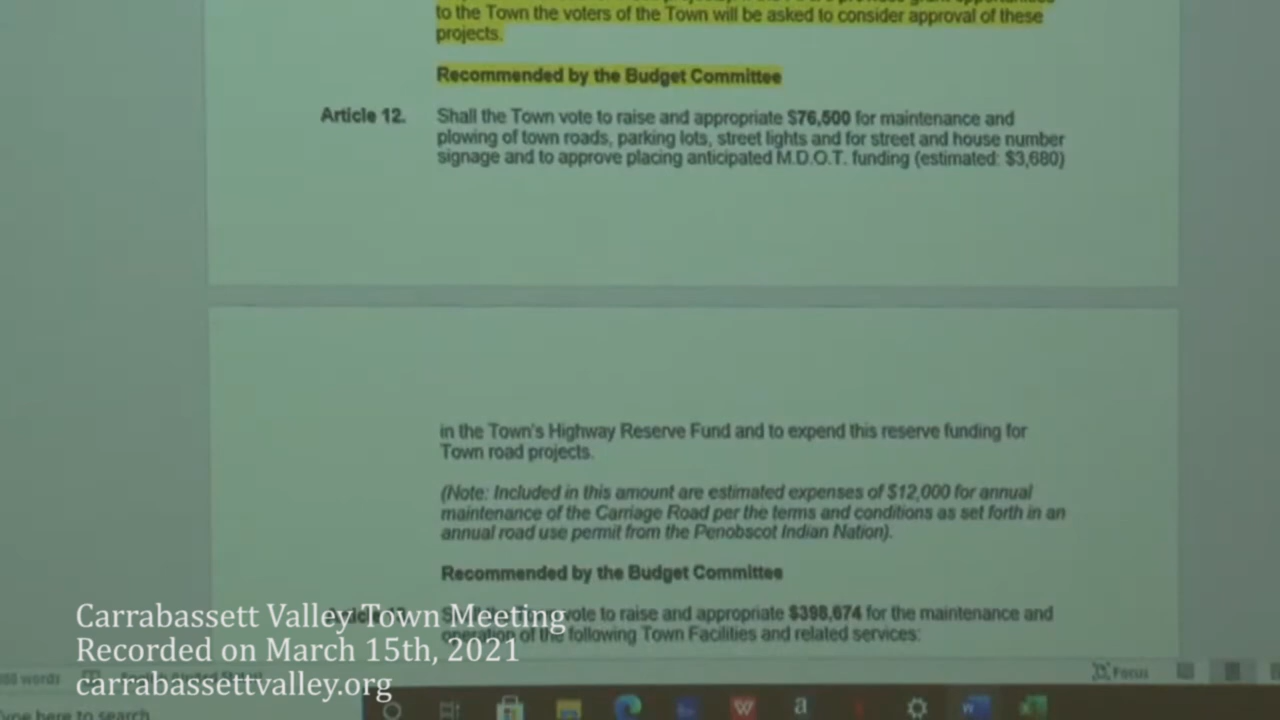 to the Town the voters of the Town will be asked to consider approval of these
projects.
Recommended by the Budget Committee
Article 12. Shall the Town vote to raise and appropriate $76,500 for maintenance and
plowing of town roads, parking lots, street lights and for street and house number
signage and to approve placing anticipated M.D.O.T. funding (estimated: $3,680)
in the Town's Highway Reserve Fund and to expend this reserve funding for
Town road projects.
(Note: Included in this amount are estimated expenses of $12,000 for annual
maintenance of the Carriage Road per the terms and conditions as set forth in an
annual road use permit from the Penobscot Indian Nation).
Recommended by the Budget Committee
vote to raise and appropriate $398,674 for the maintenance and
operation of the following Town Facilities and related services:
Carrabassett Valley Town Meeting
Recorded on March 15th, 2021
carrabassettvalley.org
Focus
here to search